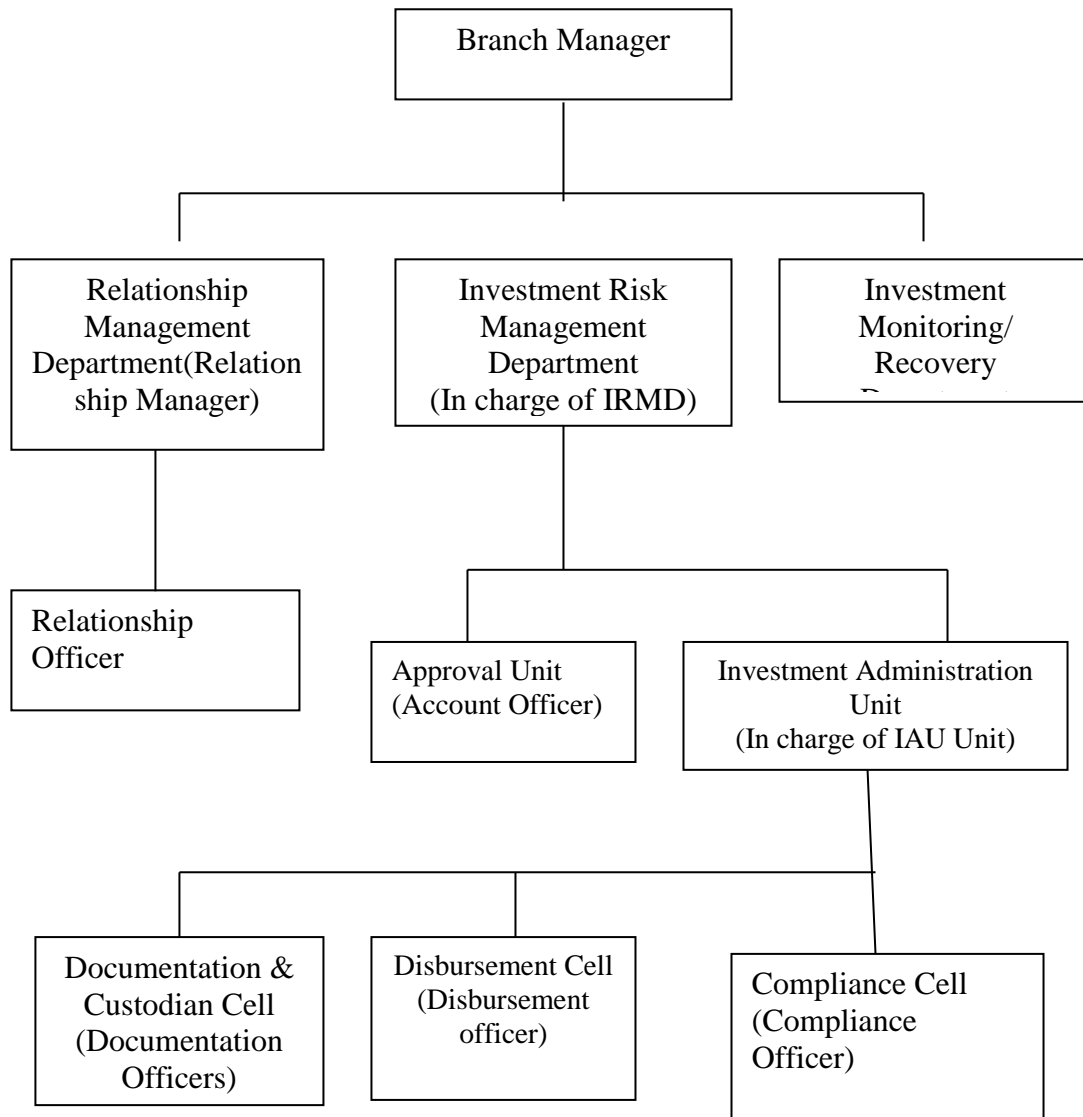 Branch Manager
Relationship
Management
Department(Relation
ship Manager)
Investment Risk
Management
Department
(In charge of IRMD)
Investment
Monitoring/
Recovery
Relationship
Officer
Approval Unit
(Account Officer)
Investment Administration
Unit
(In charge of IAU Unit)
Documentation &
Custodian Cell
(Documentation
Officers)
Disbursement Cell
(Disbursement
officer)
Compliance Cell
(Compliance
Officer)